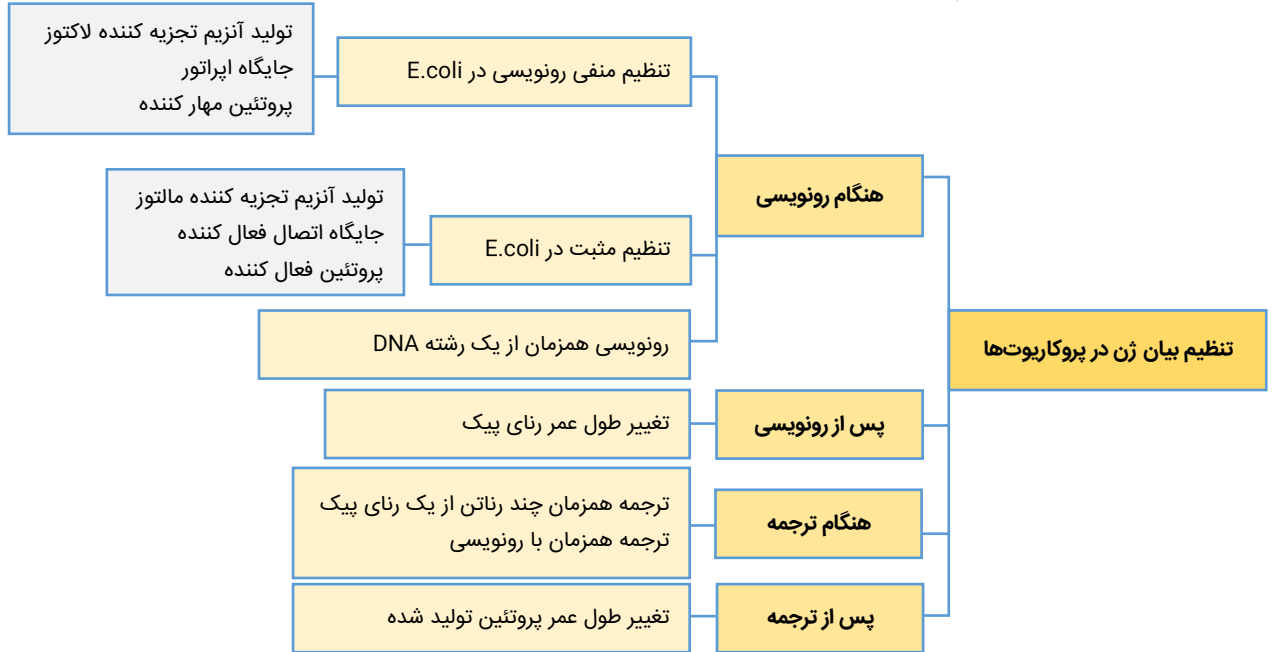 تنظیم بیان ژن در پروکاریوت‌ها
هنگام رونویسی
تنظیم منفی رونویسی در E.coli
تولید آنزیم تجزیه کننده لاکتوز
جایگاه اپراتور
پروتئین مهار کننده
تنظیم مثبت در E.coli
تولید آنزیم تجزیه کننده مالتوز
جایگاه اتصال فعال کننده
پروتئین فعال کننده
رونویسی همزمان از یک رشته DNA
پس از رونویسی
تغییر طول عمر رنای پیک
هنگام ترجمه
ترجمه همزمان چند رناتن از یک رنای پیک
ترجمه همزمان با رونویسی
پس از ترجمه
تغییر طول عمر پروتئین تولید شده